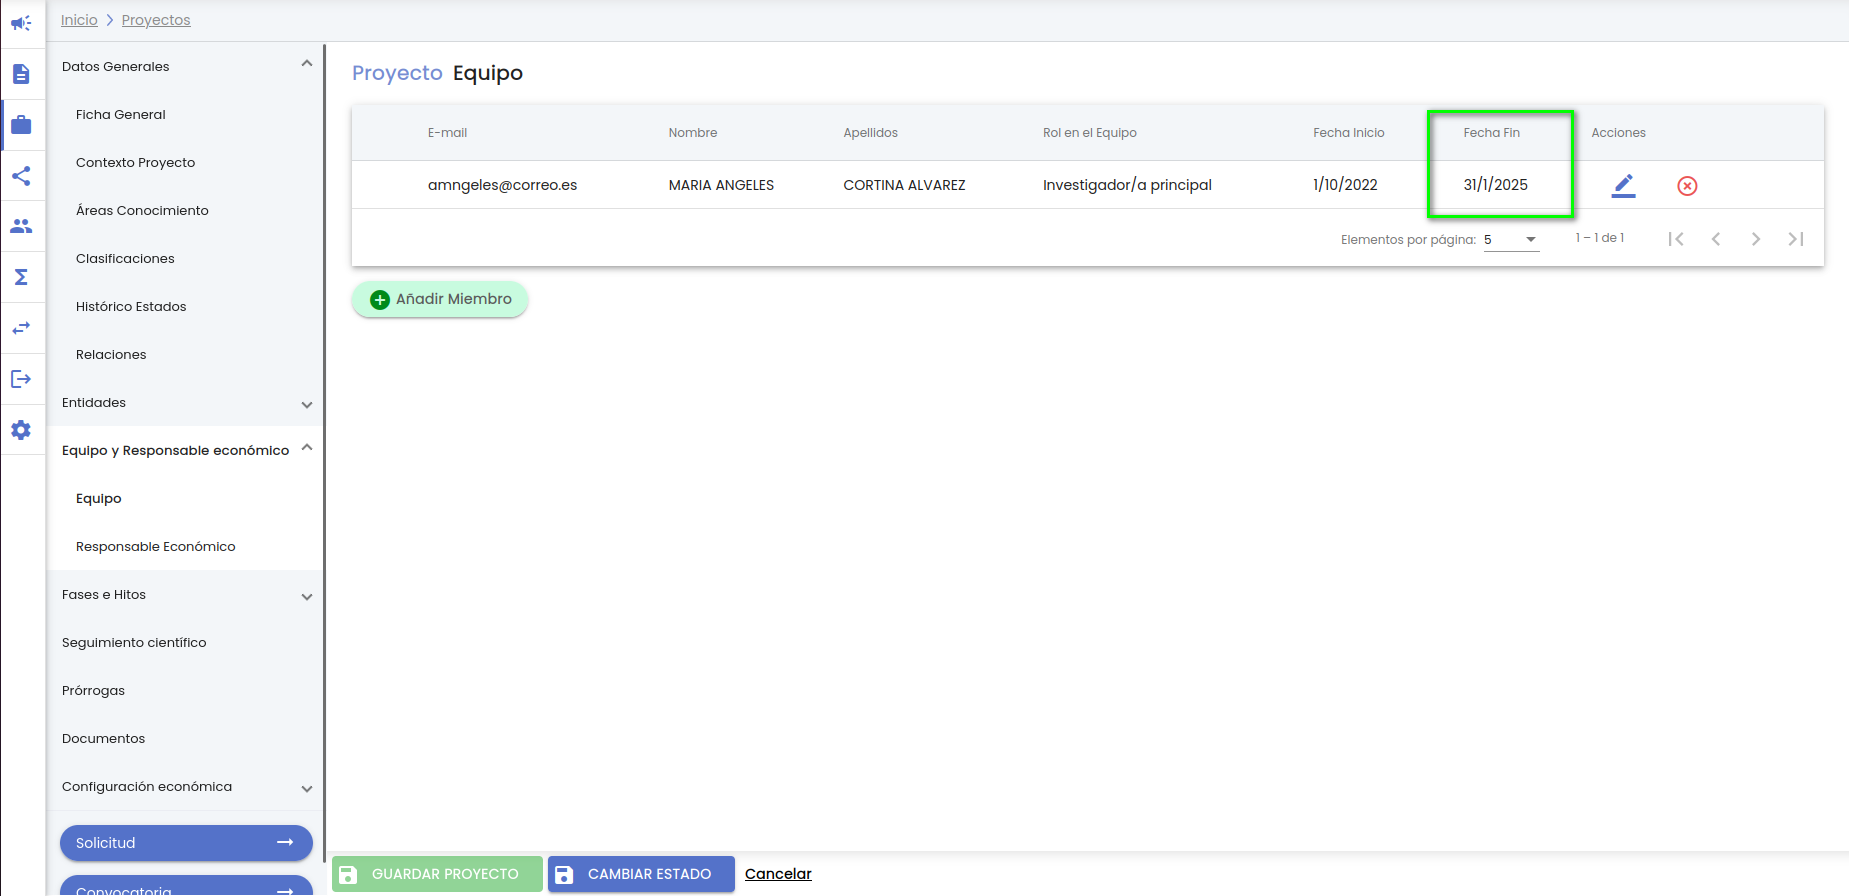 Inicio > Proyectos
Datos Generales
Ficha General
Contexto Proyecto
Áreas Conocimiento
Clasificaciones
Histórico Estados
Relaciones
Entidades
Equipo y Responsable económico
Equipo
Responsable Económico
Fases e Hitos
Seguimiento científico
Prórrogas
Documentos
Configuración económica
Solicitud
Convocatoria
Proyecto Equipo
E-mail Nombre Apellidos Rol en el Equipo Fecha Inicio Fecha Fin Acciones
amngeles@correo.es MARIA ANGELES CORTINA ALVAREZ Investigador/a principal 1/10/2022 31/1/2025
Elementos por página: 5 1 – 1 de 1
Añadir Miembro
GUARDAR PROYECTO CAMBIAR ESTADO Cancelar